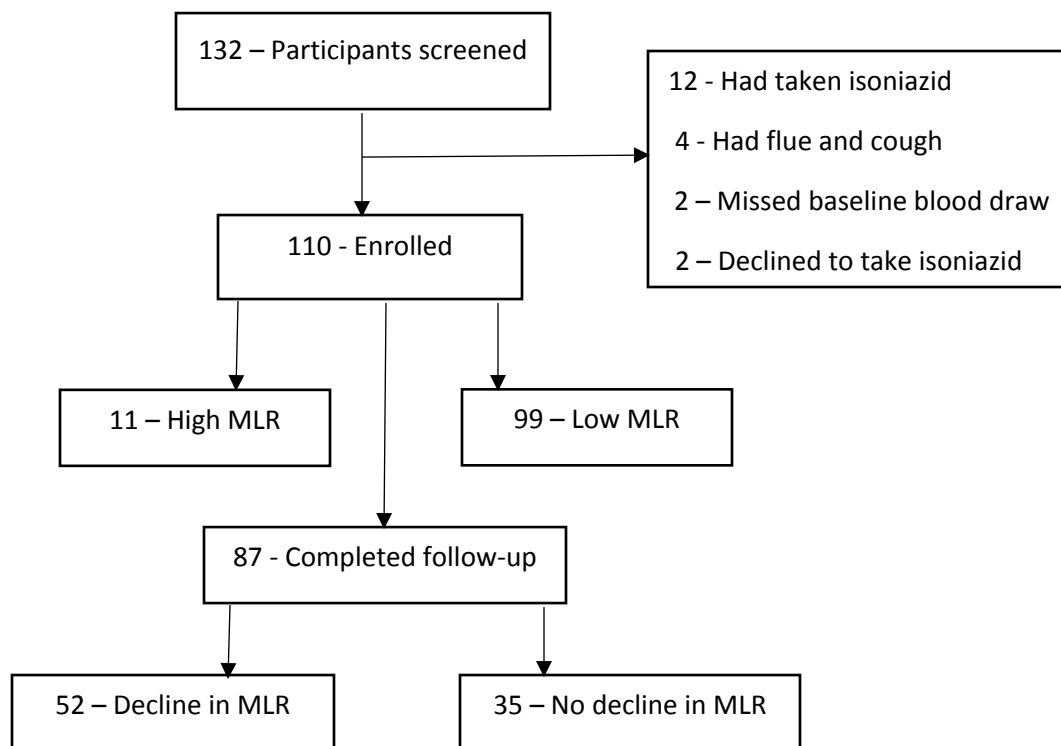 132 – Participants screened
12 - Had taken isoniazid
4 - Had flue and cough
2 – Missed baseline blood draw
2 – Declined to take isoniazid
110 - Enrolled
11 – High MLR
99 – Low MLR
87 - Completed follow-up
52 – Decline in MLR
35 – No decline in MLR